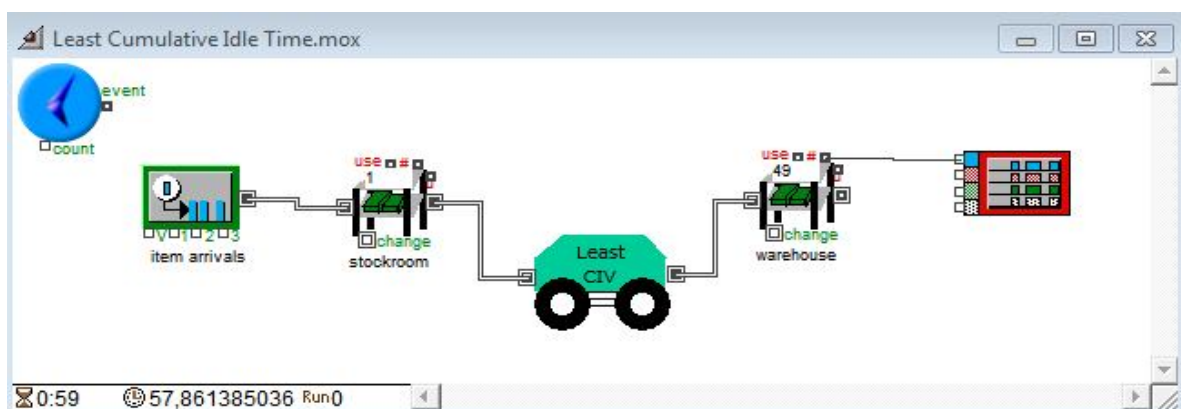 Least Cumulative Idle Time.mox
event
count
use #
1
change
stockroom
V 1 2 3
item arrivals
Least
CIV
use #
49
change
warehouse
0:59 57,861385036 Run0